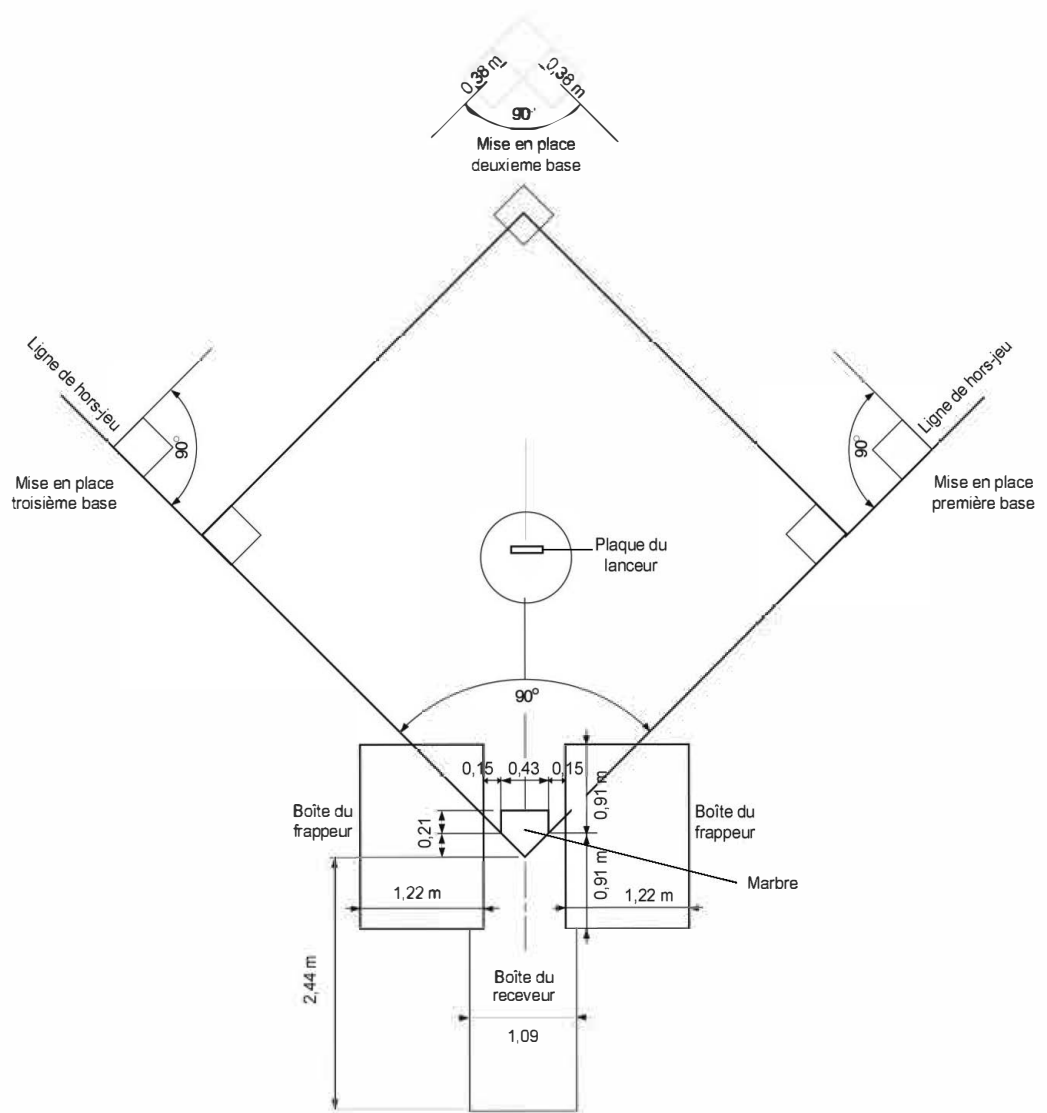 0,38 m
0,38 m
90°
Mise en place
deuxieme base
Ligne de hors-jeu
Ligne de hors-jeu
90°
90°
Mise en place
troisième base
Mise en place
première base
Plaque du
lanceur
90°
0,15
0,43
0,15
0,91 m
Boîte du
frappeur
0,21
Boîte du
frappeur
0,91 m
Marbre
1,22 m
1,22 m
2,44 m
Boîte du
receveur
1,09